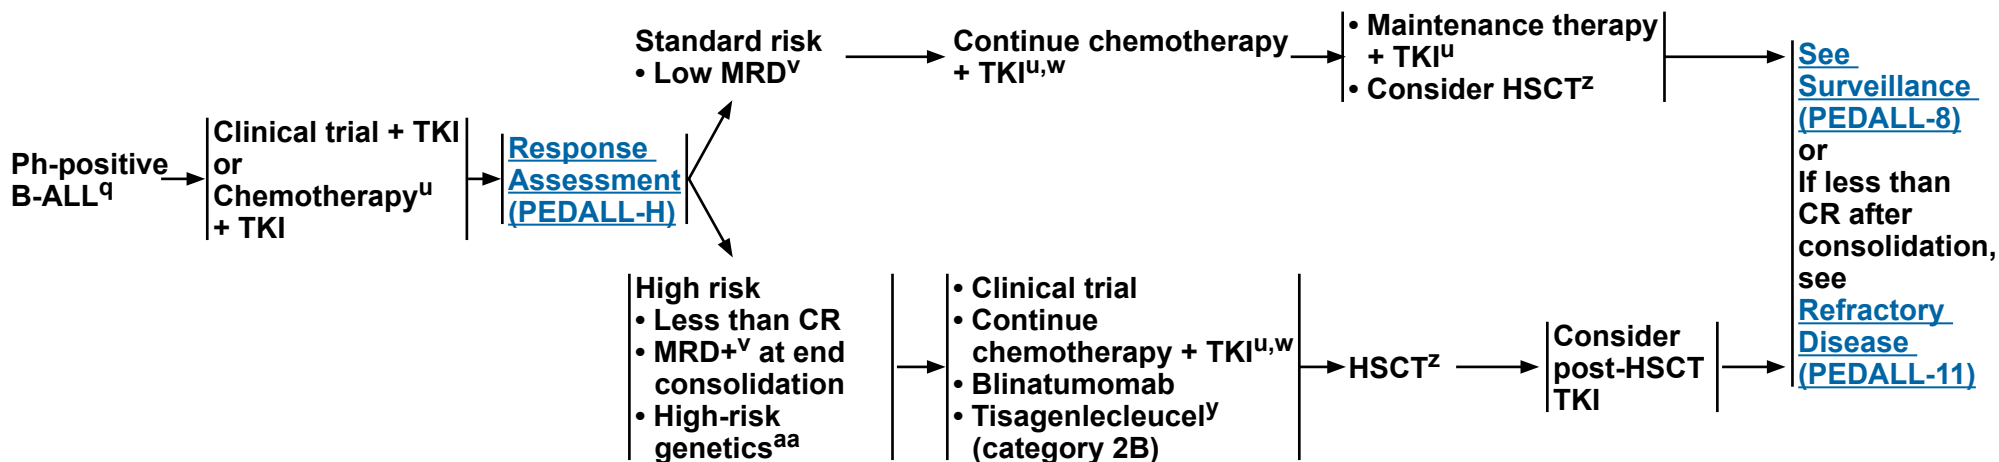 Ph-positive
B-ALLq
Clinical trial + TKI
or
Chemotherapyu
+ TKI
Response
Assessment
(PEDALL-H)
Standard risk
• Low MRDv
Continue chemotherapy
+ TKIu,w
• Maintenance therapy
+ TKIu
• Consider HSCTz
High risk
• Less than CR
• MRD+v at end
consolidation
• High-risk
geneticsaa
• Clinical trial
• Continue
chemotherapy + TKIu,w
• Blinatumomab
• Tisagenlecleucely
(category 2B)
HSCTz
Consider
post-HSCT
TKI
See
Surveillance
(PEDALL-8)
or
If less than
CR after
consolidation,
see
Refractory
Disease
(PEDALL-11)